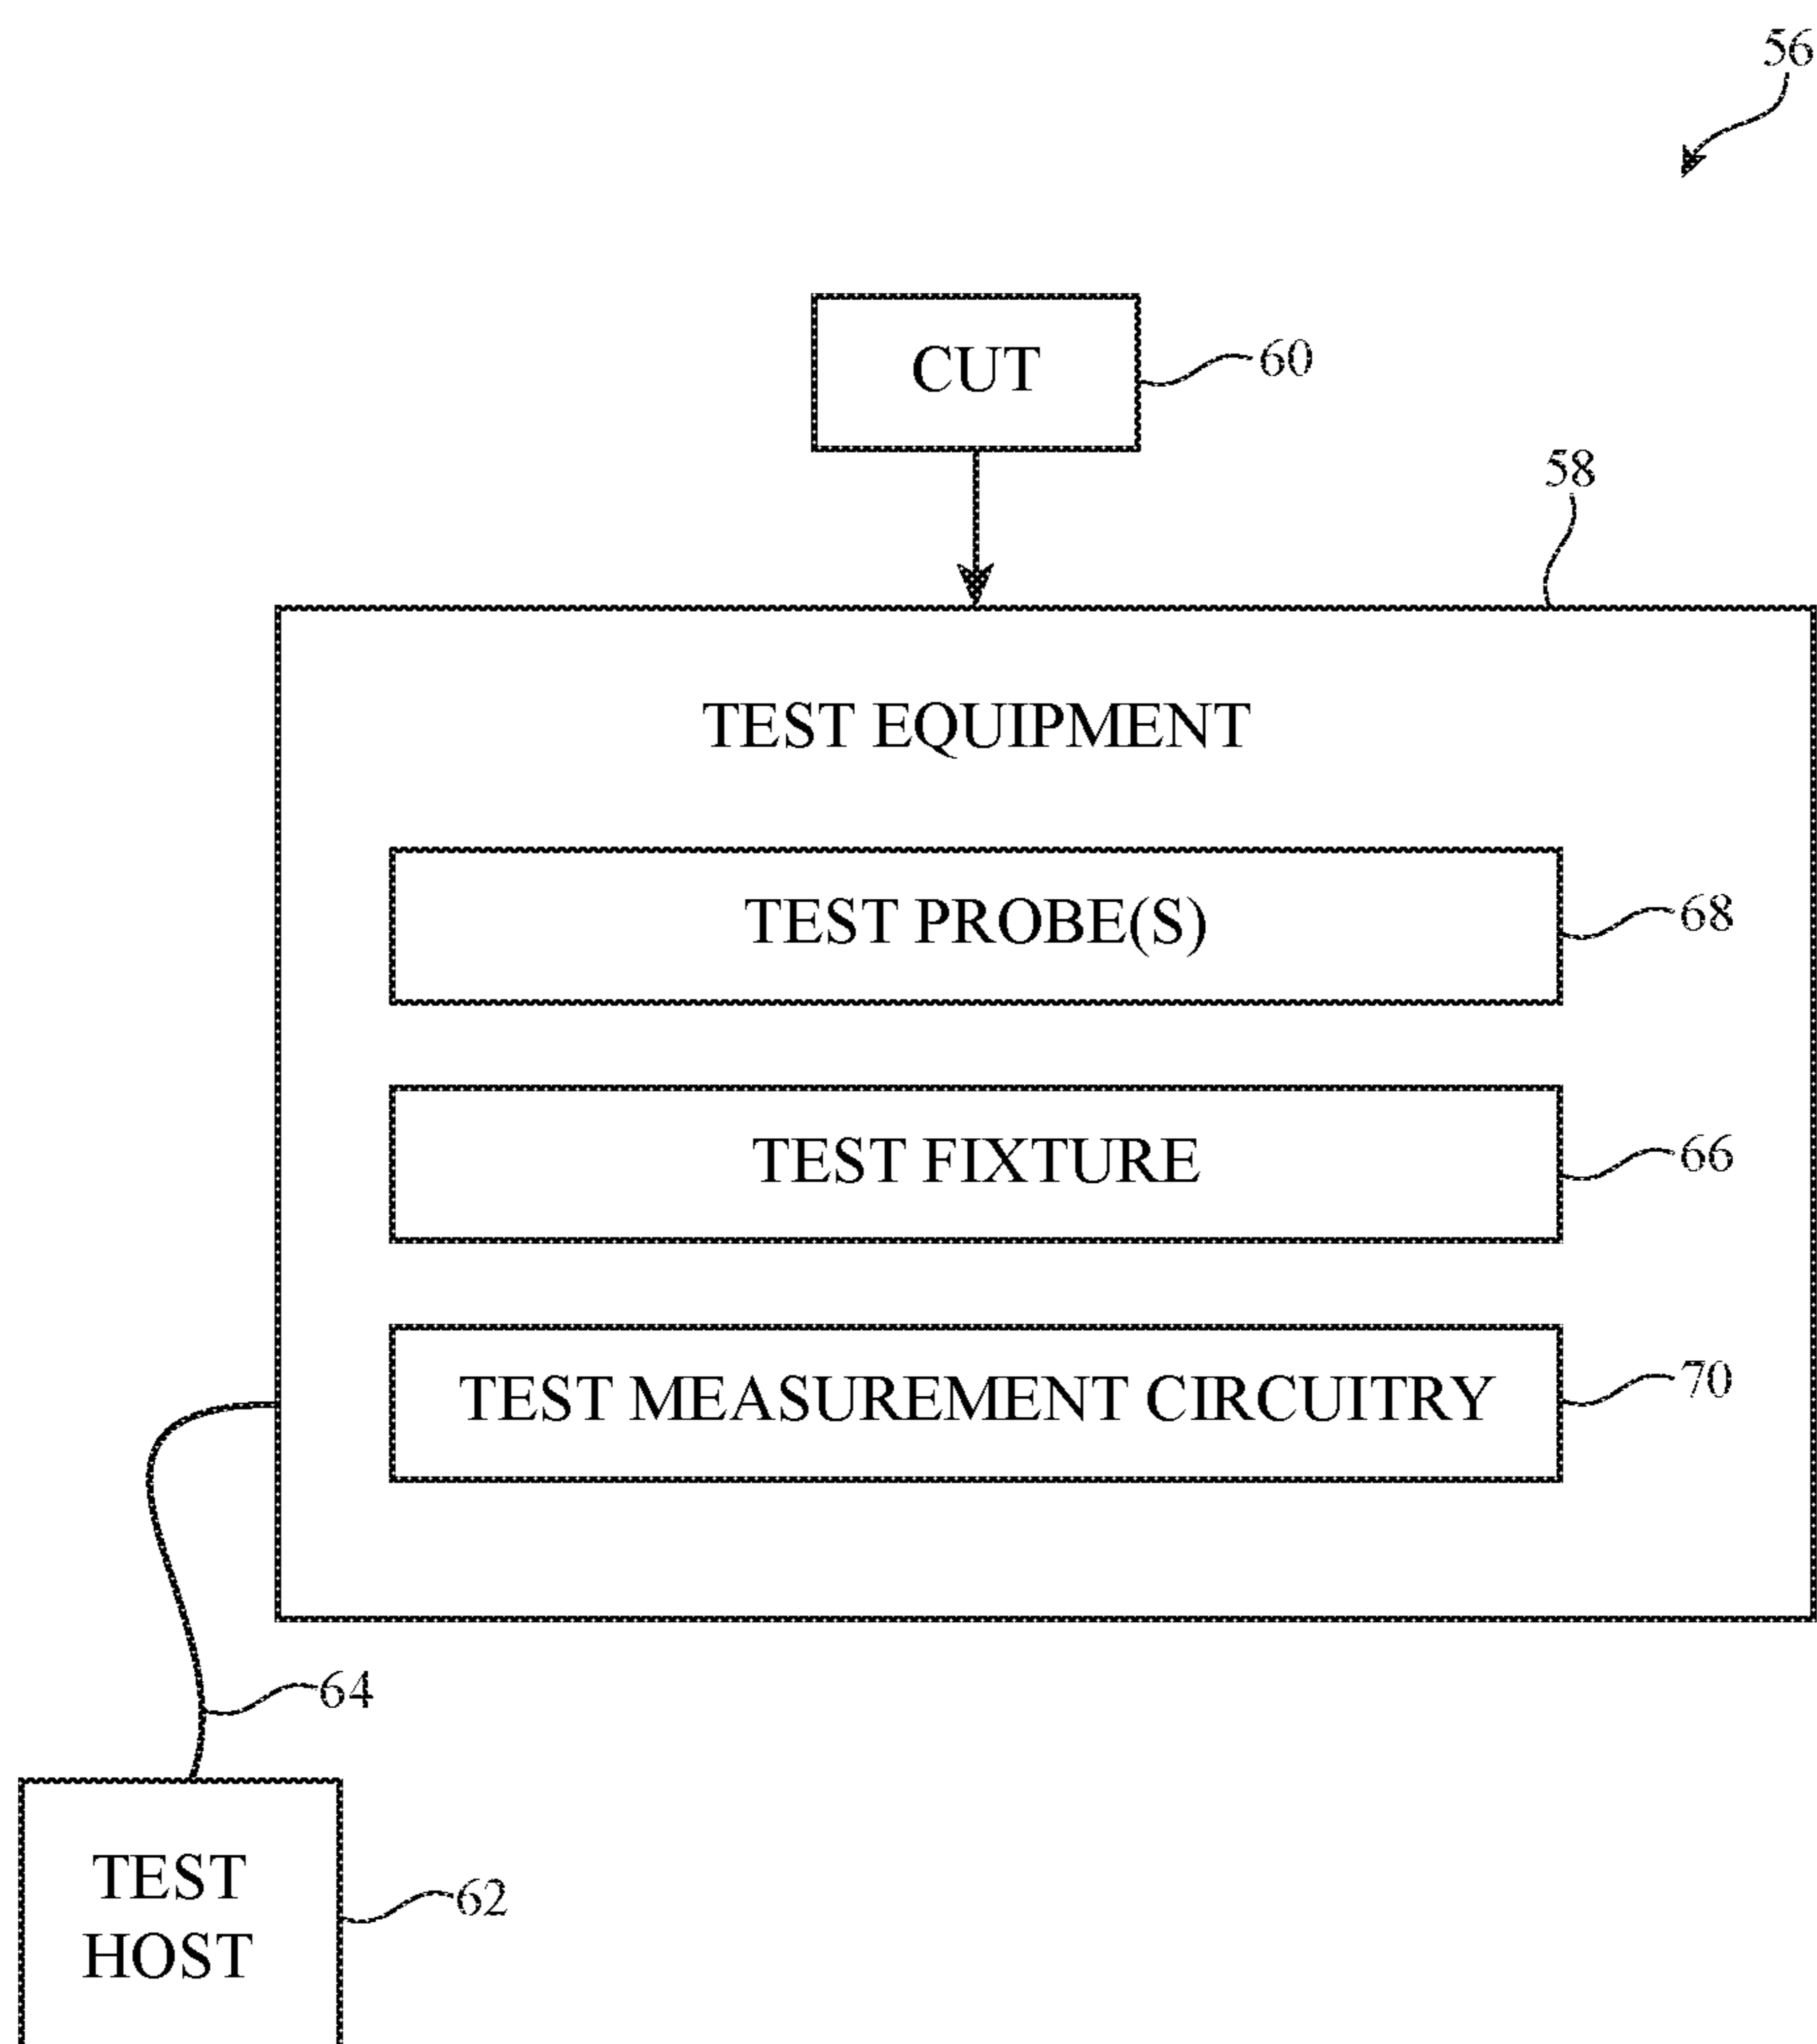 56
CUT
60
58
TEST EQUIPMENT
TEST PROBE(S)
68
TEST FIXTURE
66
TEST MEASUREMENT CIRCUITRY
70
64
TEST
HOST
62